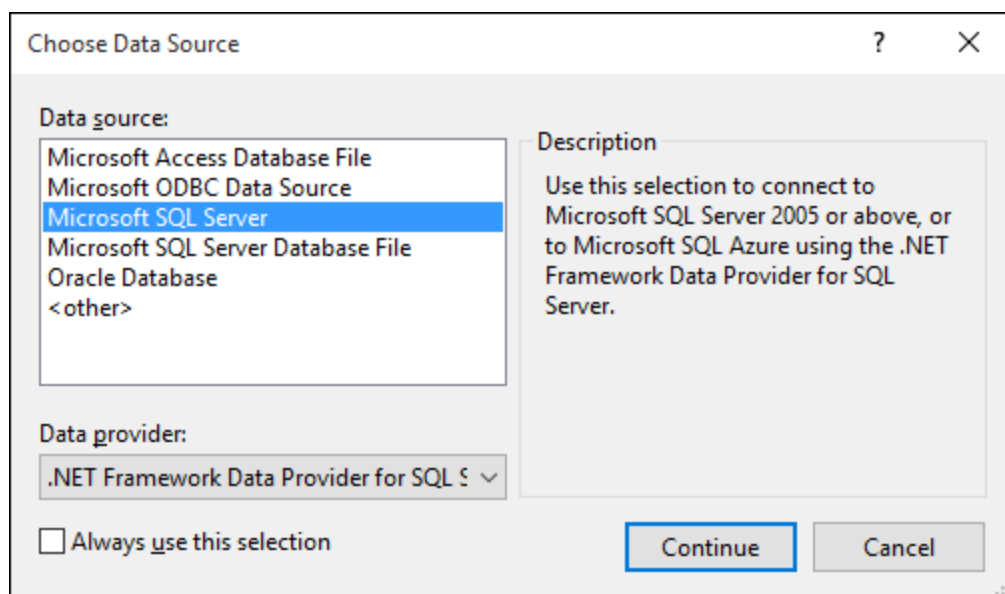 Choose Data Source
?
Data source:
Microsoft Access Database File
Microsoft ODBC Data Source
Microsoft SQL Server
Microsoft SQL Server Database File
Oracle Database
<other>
Description
Use this selection to connect to
Microsoft SQL Server 2005 or above, or
to Microsoft SQL Azure using the .NET
Framework Data Provider for SQL
Server.
Data provider:
.NET Framework Data Provider for SQL S
Always use this selection
Continue
Cancel